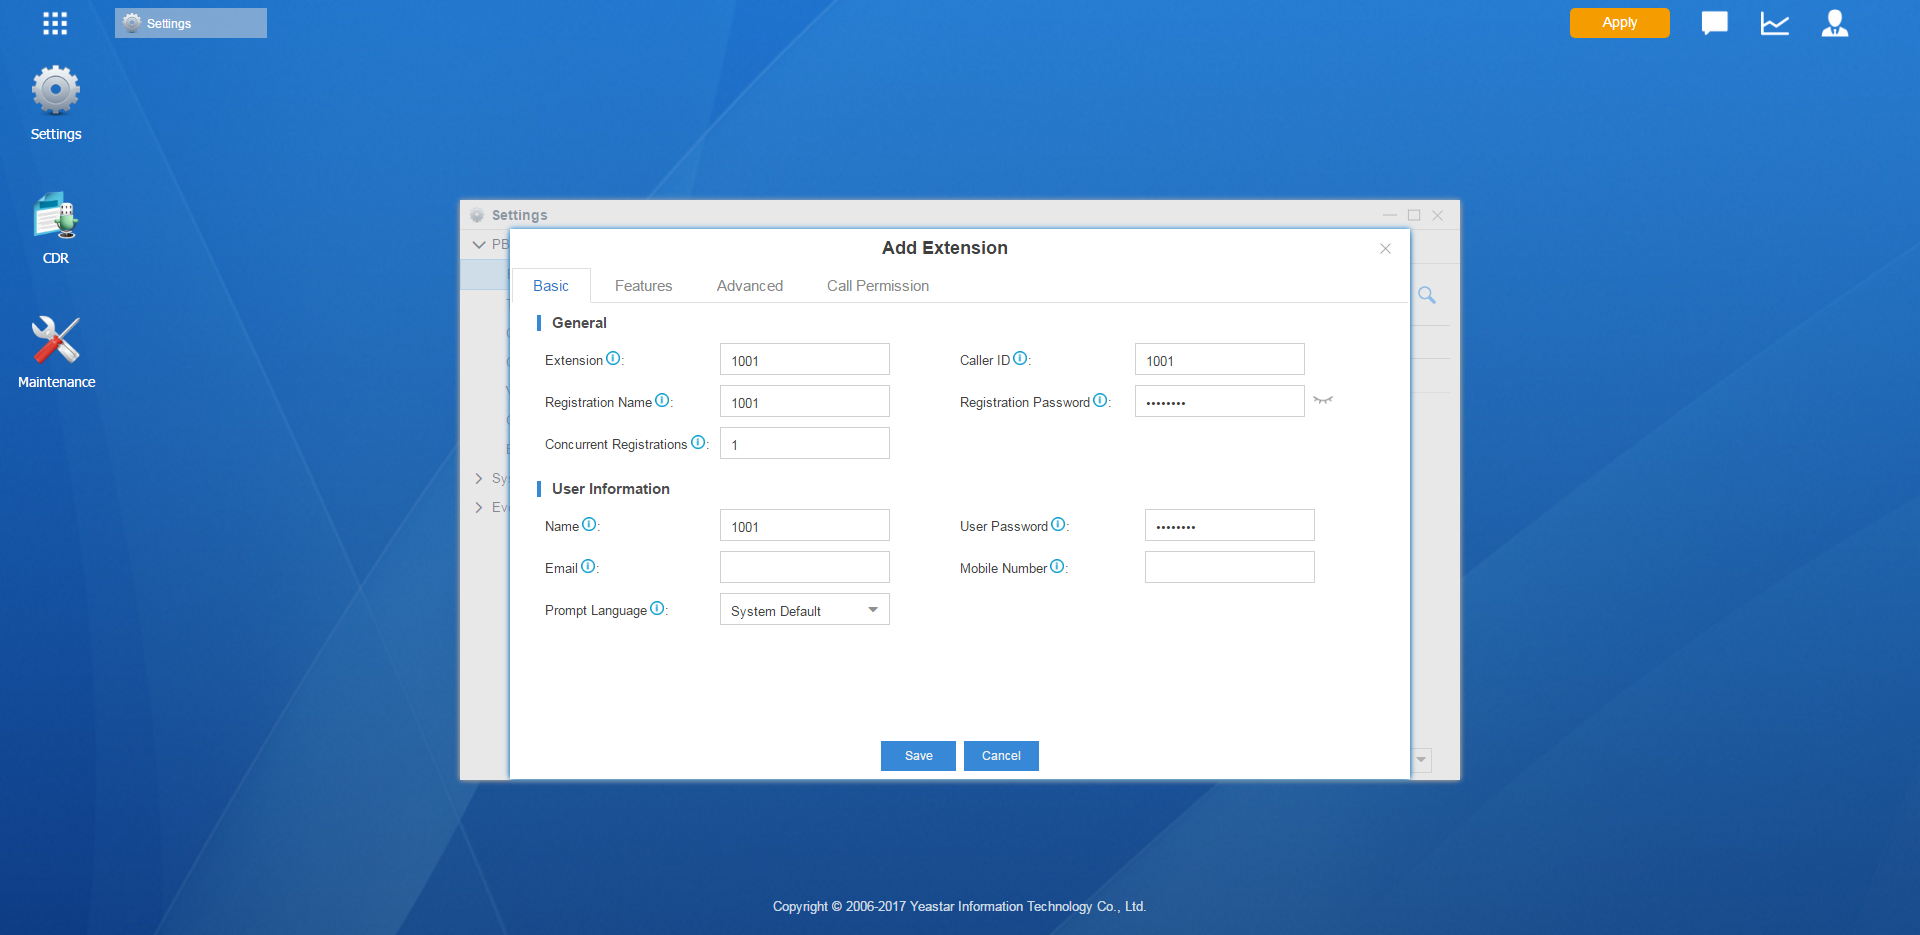 Settings
Apply
Settings
CDR
Maintenance
Settings
PB
Add Extension
Basic Features Advanced Call Permission
General
Extension : 1001 Caller ID : 1001
Registration Name : 1001 Registration Password : ••••••••
Concurrent Registrations : 1
User Information
Name : 1001 User Password : ••••••••
Email : Mobile Number :
Prompt Language : System Default
Sys
Eve
Save Cancel
Copyright © 2006-2017 Yeastar Information Technology Co., Ltd.